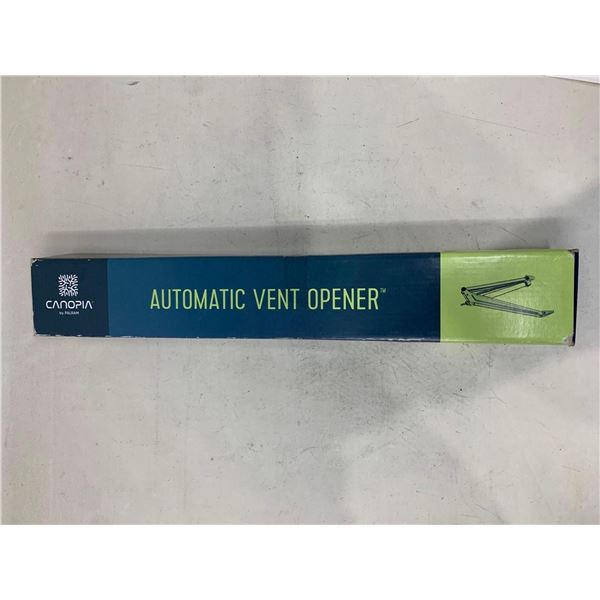 CANOPIA
by PALRAM
AUTOMATIC VENT OPENER™